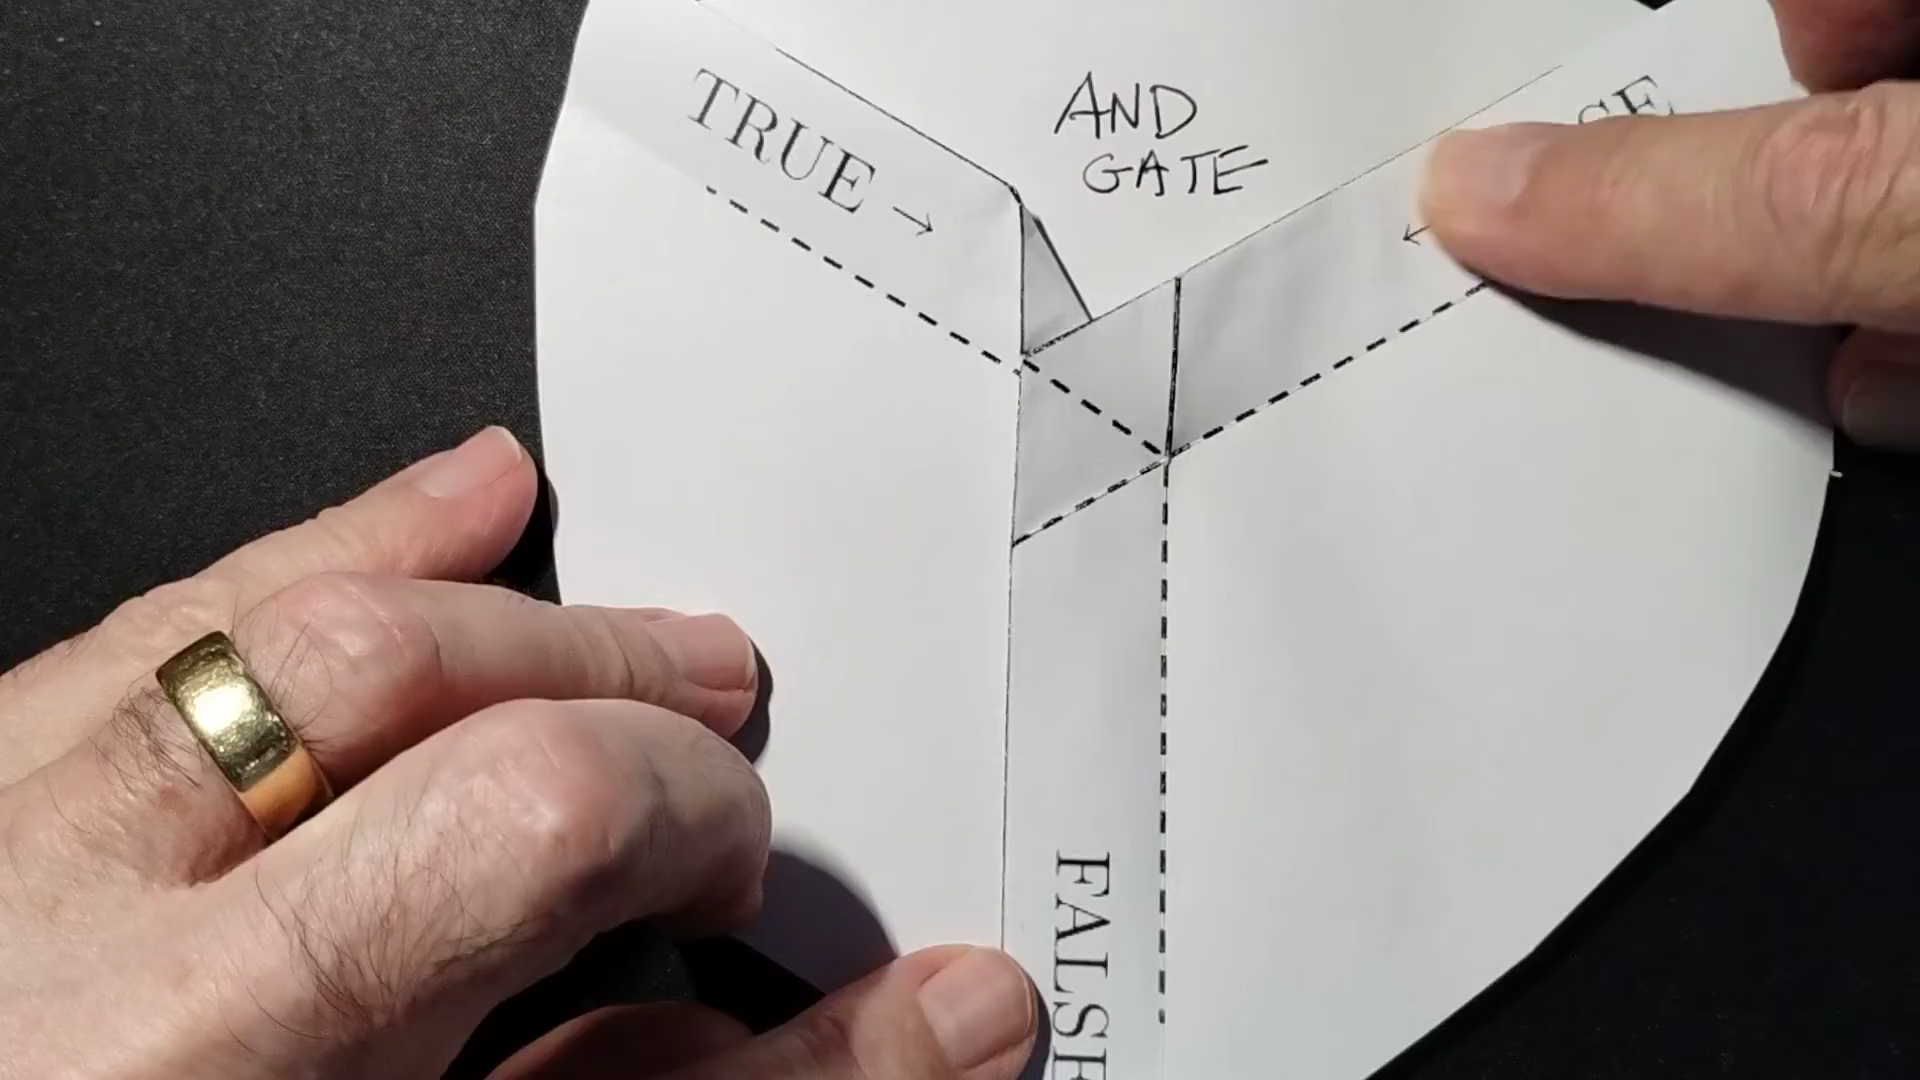 TRUE →
AND
GATE
←
FALSE